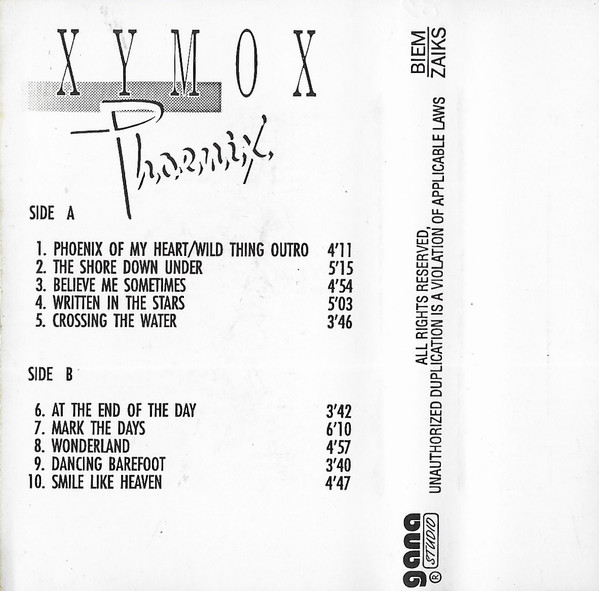 XYMOX
Phoenix
SIDE A
1. PHOENIX OF MY HEART/WILD THING OUTRO 4'11
2. THE SHORE DOWN UNDER 5'15
3. BELIEVE ME SOMETIMES 4'54
4. WRITTEN IN THE STARS 5'03
5. CROSSING THE WATER 3'46
SIDE B
6. AT THE END OF THE DAY 3'42
7. MARK THE DAYS 6'10
8. WONDERLAND 4'57
9. DANCING BAREFOOT 3'40
10. SMILE LIKE HEAVEN 4'47
BIEM
ZAIKS
ALL RIGHTS RESERVED,
UNAUTHORIZED DUPLICATION IS A VIOLATION OF APPLICABLE LAWS
gana
STUDIO ®